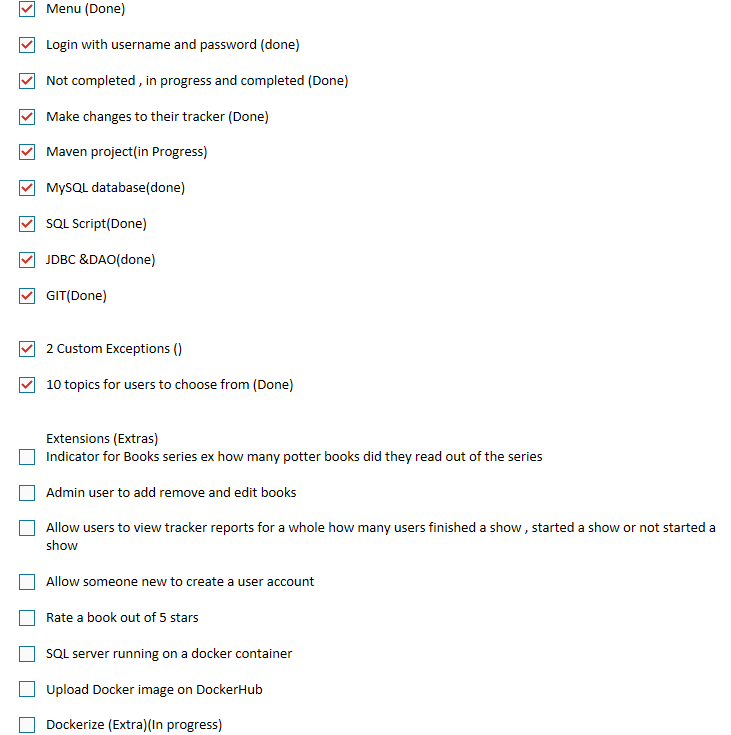 Menu (Done)
Login with username and password (done)
Not completed , in progress and completed (Done)
Make changes to their tracker (Done)
Maven project(in Progress)
MySQL database(done)
SQL Script(Done)
JDBC &DAO(done)
GIT(Done)
2 Custom Exceptions ()
10 topics for users to choose from (Done)
Extensions (Extras)
Indicator for Books series ex how many potter books did they read out of the series
Admin user to add remove and edit books
Allow users to view tracker reports for a whole how many users finished a show , started a show or not started a
show
Allow someone new to create a user account
Rate a book out of 5 stars
SQL server running on a docker container
Upload Docker image on DockerHub
Dockerize (Extra)(In progress)